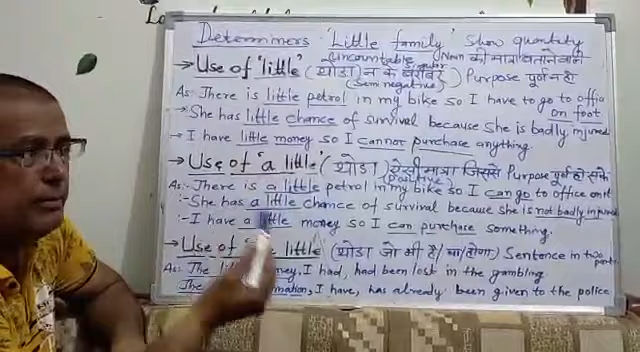 Determiners 'Little family' Show quantity
Uncountable Noun की मात्रा बताने वाले
→ Use of 'little' (थोडा) न के बराबर Purpose पूर्ण न हो
(Semi negative)
As:- There is little petrol in my bike so I have to go to office on foot
:- She has little chance of survival because she is badly injured
:- I have little money so I cannot purchase anything.
→ Use of 'a little' (थोडा) ऐसी मात्रा जिससे Purpose पूर्ण हो सके
(Positive)
As:- There is a little petrol in my bike so I can go to office on it
:- She has a little chance of survival because she is not badly injured
:- I have a little money so I can purchase something.
→ Use of little (थोडा जो भी है/था/होगा) Sentence in two parts
As: The money, I had, had been lost in the gambling
The I have, has already been given to the police